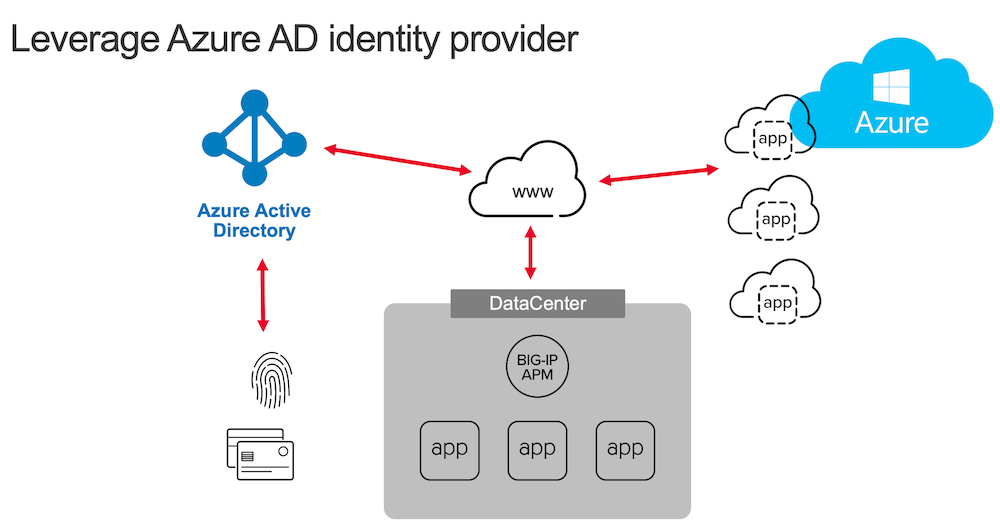 Leverage Azure AD identity provider
Azure
app
www
Azure Active
Directory
app
app
DataCenter
BIG-IP
APM
app
app
app